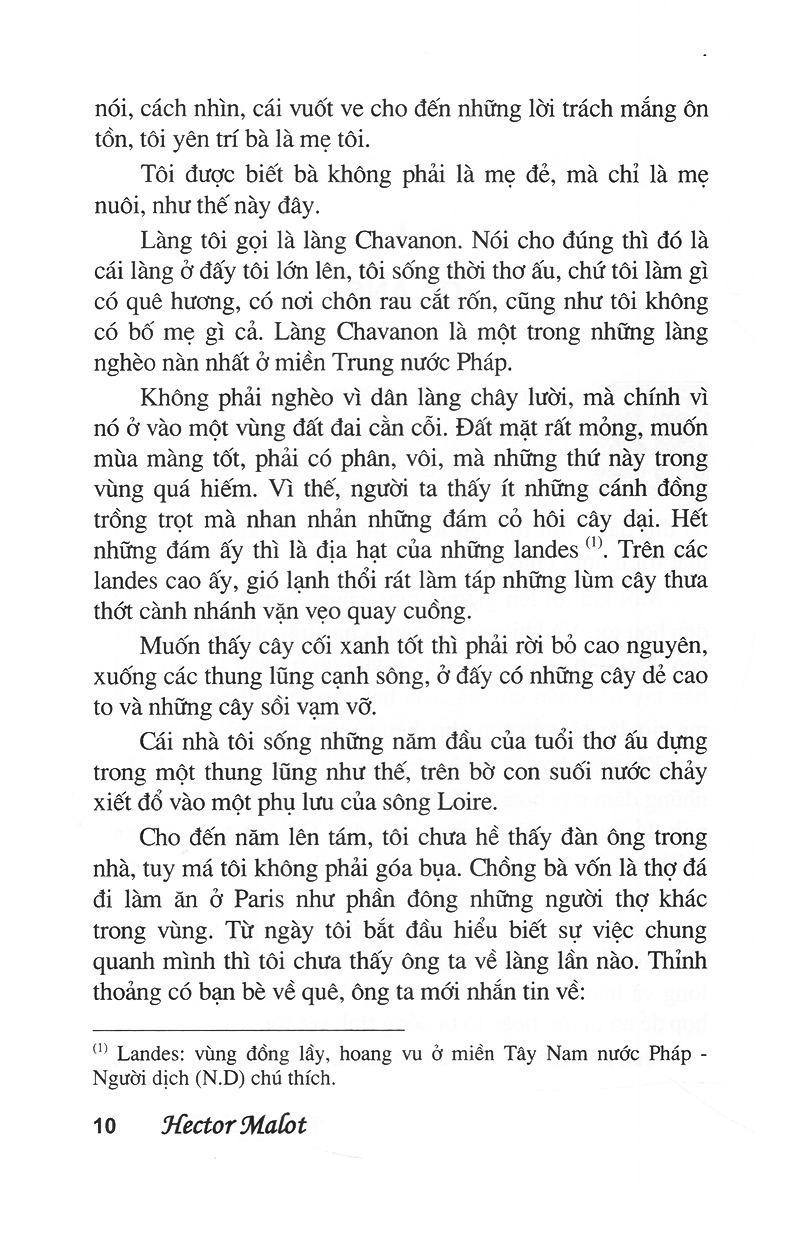 nói, cách nhìn, cái vuốt ve cho đến những lời trách mắng ôn
tồn, tôi yên trí bà là mẹ tôi.
Tôi được biết bà không phải là mẹ đẻ, mà chỉ là mẹ
nuôi, như thế này đây.
Làng tôi gọi là làng Chavanon. Nói cho đúng thì đó là
cái làng ở đấy tôi lớn lên, tôi sống thời thơ ấu, chứ tôi làm gì
có quê hương, có nơi chôn rau cắt rốn, cũng như tôi không
có bố mẹ gì cả. Làng Chavanon là một trong những làng
nghèo nàn nhất ở miền Trung nước Pháp.
Không phải nghèo vì dân làng chây lười, mà chính vì
nó ở vào một vùng đất đai cằn cỗi. Đất mặt rất mỏng, muốn
mùa màng tốt, phải có phân, vôi, mà những thứ này trong
vùng quá hiếm. Vì thế, người ta thấy ít những cánh đồng
trồng trọt mà nhan nhản những đám cỏ hôi cây dại. Hết
những đám ấy thì là địa hạt của những landes (1). Trên các
landes cao ấy, gió lạnh thổi rát làm táp những lùm cây thưa
thớt cành nhánh vặn vẹo quay cuồng.
Muốn thấy cây cối xanh tốt thì phải rời bỏ cao nguyên,
xuống các thung lũng cạnh sông, ở đấy có những cây dẻ cao
to và những cây sồi vạm vỡ.
Cái nhà tôi sống những năm đầu của tuổi thơ ấu dựng
trong một thung lũng như thế, trên bờ con suối nước chảy
xiết đổ vào một phụ lưu của sông Loire.
Cho đến năm lên tám, tôi chưa hề thấy đàn ông trong
nhà, tuy má tôi không phải góa bụa. Chồng bà vốn là thợ đá
đi làm ăn ở Paris như phần đông những người thợ khác
trong vùng. Từ ngày tôi bắt đầu hiểu biết sự việc chung
quanh mình thì tôi chưa thấy ông ta về làng lần nào. Thỉnh
thoảng có bạn bè về quê, ông ta mới nhắn tin về:
(1) Landes: vùng đồng lầy, hoang vu ở miền Tây Nam nước Pháp -
Người dịch (N.D) chú thích.
10 Hector Malot